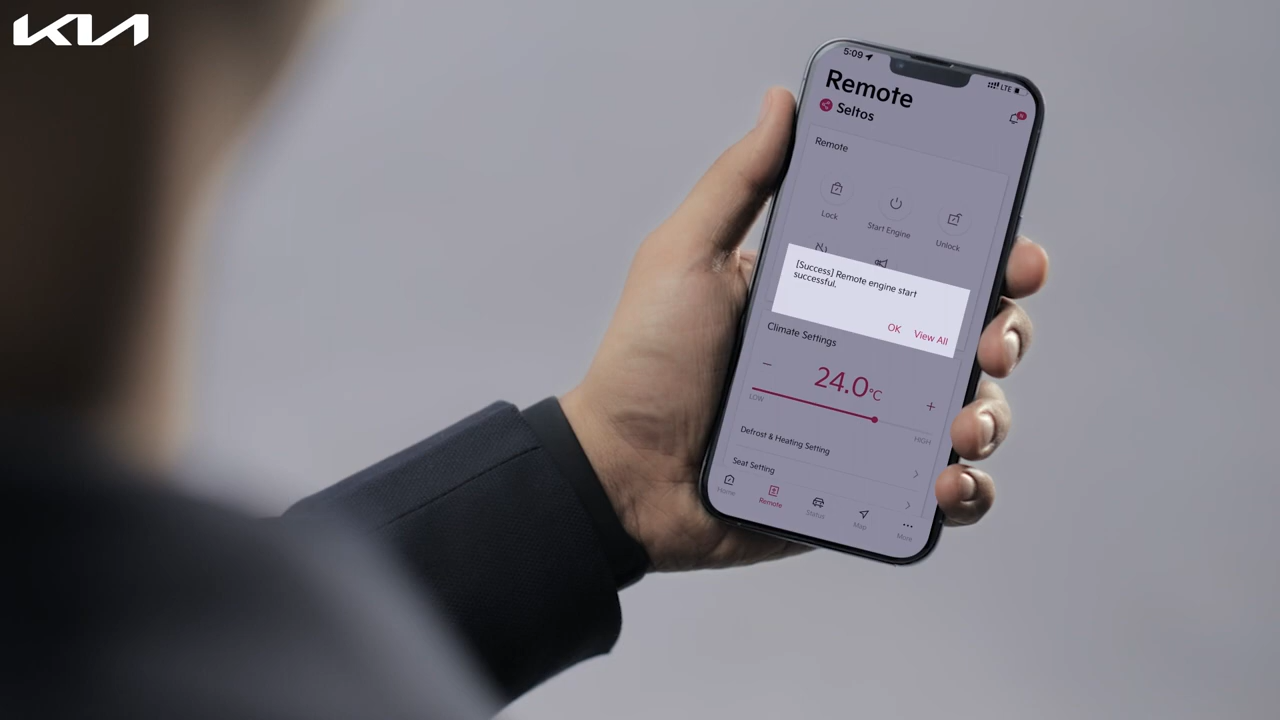 KIA
5:09
LTE
Remote
Seltos
Remote
Lock
Start Engine
Unlock
[Success] Remote engine start
successful.
OK
View All
Climate Settings
24.0°C
LOW
HIGH
Defrost & Heating Setting
Seat Setting
Home
Remote
Status
Map
More